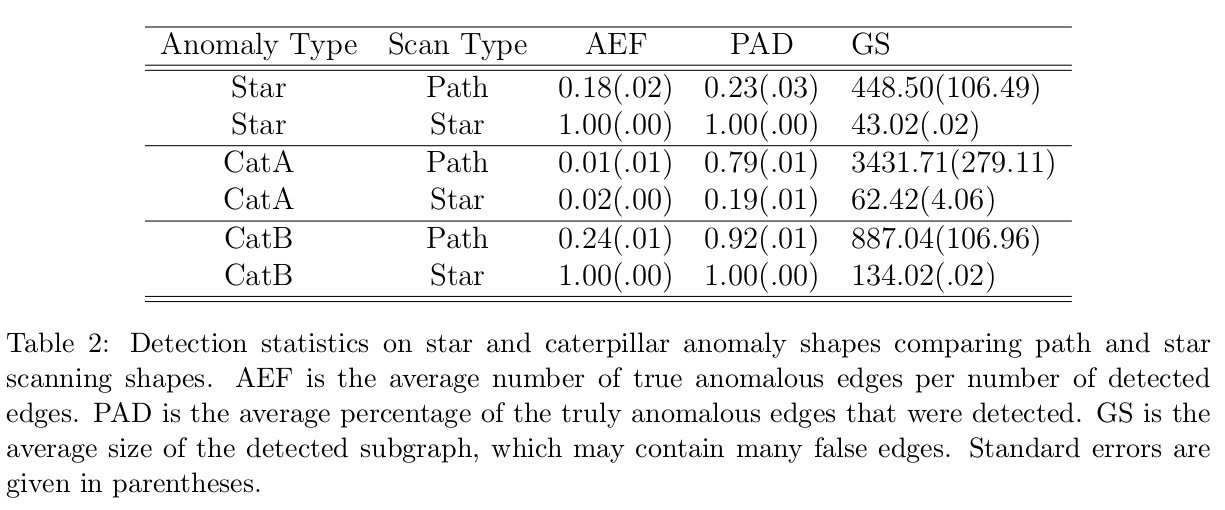 Anomaly Type Scan Type AEF PAD GS
Star Path 0.18(.02) 0.23(.03) 448.50(106.49)
Star Star 1.00(.00) 1.00(.00) 43.02(.02)
CatA Path 0.01(.01) 0.79(.01) 3431.71(279.11)
CatA Star 0.02(.00) 0.19(.01) 62.42(4.06)
CatB Path 0.24(.01) 0.92(.01) 887.04(106.96)
CatB Star 1.00(.00) 1.00(.00) 134.02(.02)
Table 2: Detection statistics on star and caterpillar anomaly shapes comparing path and star
scanning shapes. AEF is the average number of true anomalous edges per number of detected
edges. PAD is the average percentage of the truly anomalous edges that were detected. GS is the
average size of the detected subgraph, which may contain many false edges. Standard errors are
given in parentheses.